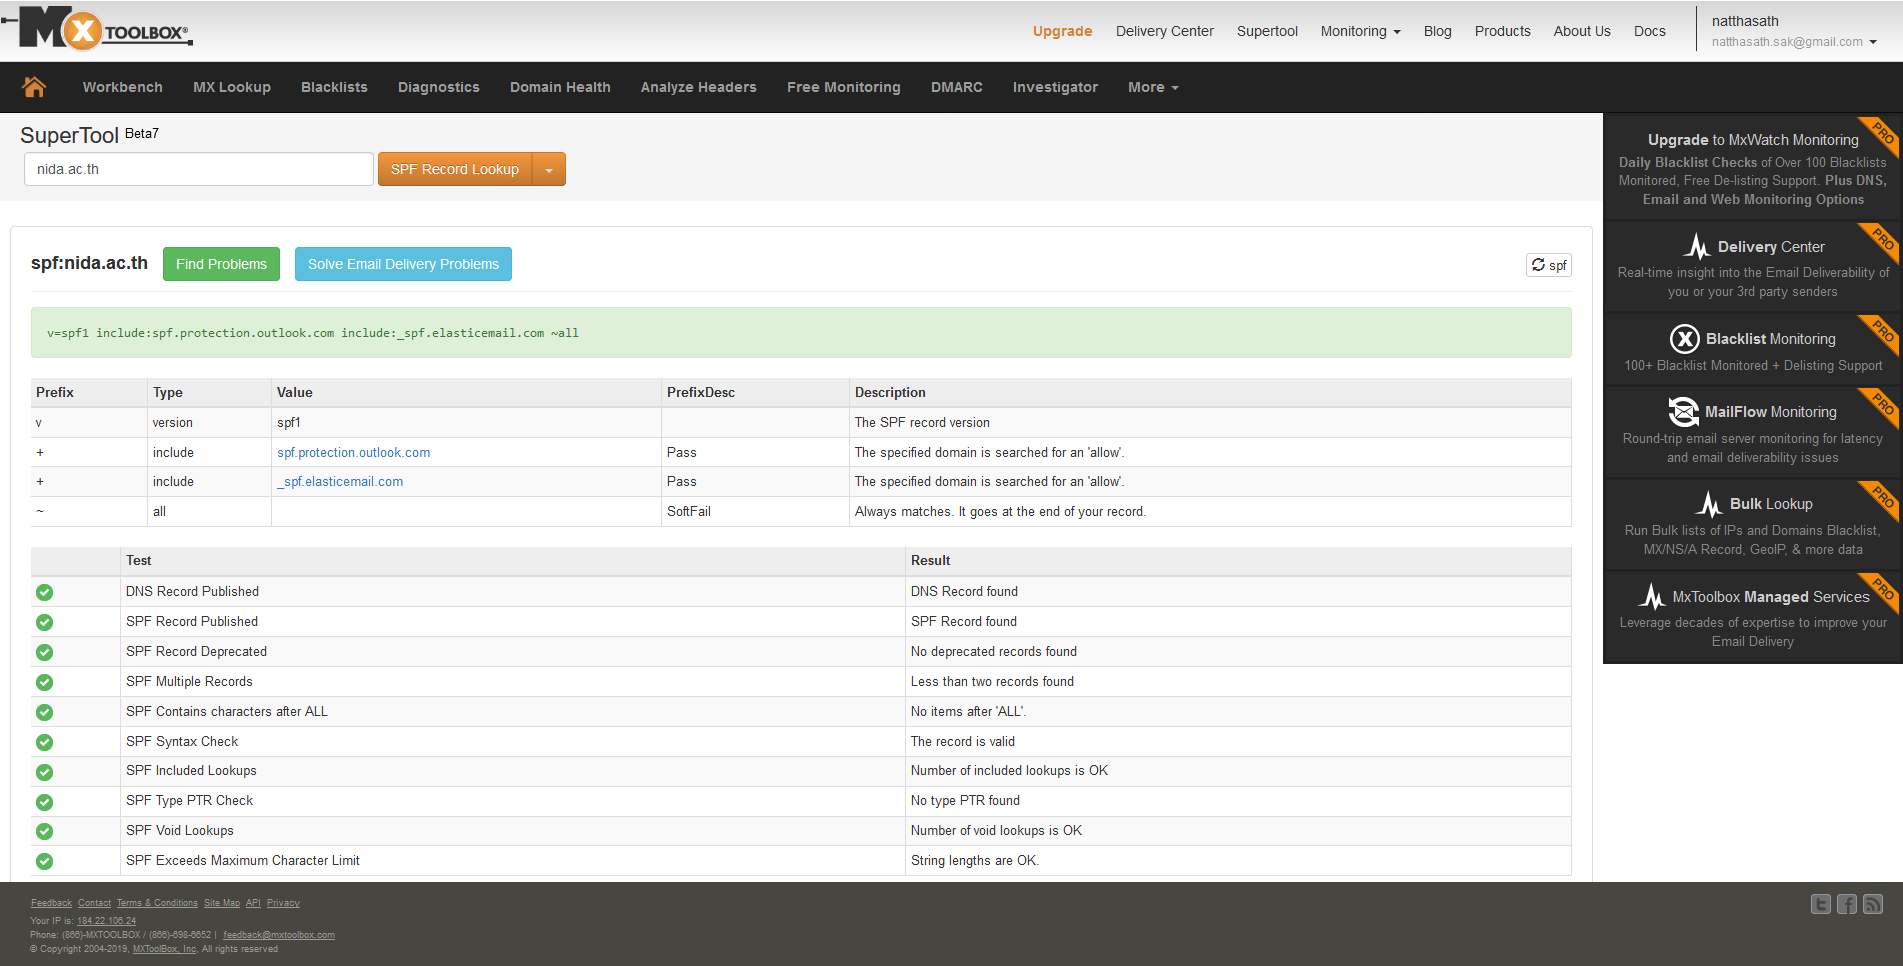 MX TOOLBOX®
Upgrade Delivery Center Supertool Monitoring Blog Products About Us Docs
natthasath
natthasath.sak@gmail.com
Workbench MX Lookup Blacklists Diagnostics Domain Health Analyze Headers Free Monitoring DMARC Investigator More
SuperTool Beta7
nida.ac.th SPF Record Lookup
spf:nida.ac.th Find Problems Solve Email Delivery Problems spf
v=spf1 include:spf.protection.outlook.com include:_spf.elasticemail.com ~all
Prefix Type Value PrefixDesc Description
v version spf1 The SPF record version
+ include spf.protection.outlook.com Pass The specified domain is searched for an 'allow'.
+ include _spf.elasticemail.com Pass The specified domain is searched for an 'allow'.
~ all SoftFail Always matches. It goes at the end of your record.
Test Result
DNS Record Published DNS Record found
SPF Record Published SPF Record found
SPF Record Deprecated No deprecated records found
SPF Multiple Records Less than two records found
SPF Contains characters after ALL No items after 'ALL'.
SPF Syntax Check The record is valid
SPF Included Lookups Number of included lookups is OK
SPF Type PTR Check No type PTR found
SPF Void Lookups Number of void lookups is OK
SPF Exceeds Maximum Character Limit String lengths are OK.
PRO
Upgrade to MxWatch Monitoring
Daily Blacklist Checks of Over 100 Blacklists
Monitored, Free De-listing Support. Plus DNS,
Email and Web Monitoring Options
PRO
Delivery Center
Real-time insight into the Email Deliverability of
you or your 3rd party senders
PRO
Blacklist Monitoring
100+ Blacklist Monitored + Delisting Support
PRO
MailFlow Monitoring
Round-trip email server monitoring for latency
and email deliverability issues
PRO
Bulk Lookup
Run Bulk lists of IPs and Domains Blacklist,
MX/NS/A Record, GeoIP, & more data
PRO
MxToolbox Managed Services
Leverage decades of expertise to improve your
Email Delivery
Feedback Contact Terms & Conditions Site Map API Privacy
Your IP is: 184.22.106.24
Phone: (866)-MXTOOLBOX / (866)-698-6652 | feedback@mxtoolbox.com
© Copyright 2004-2019, MXToolBox, Inc, All rights reserved